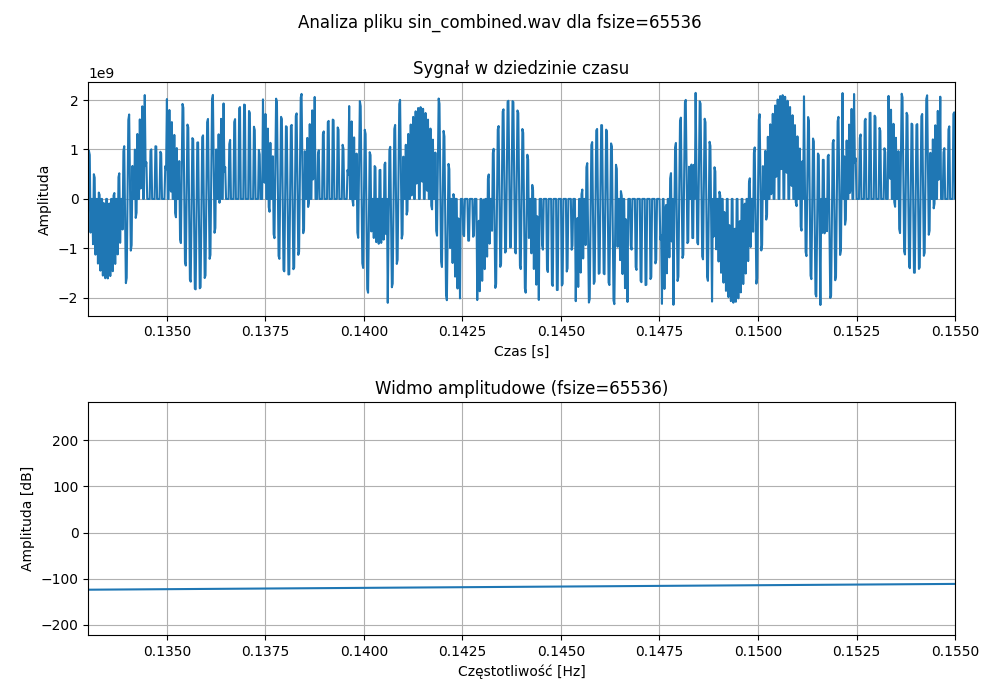 Analiza pliku sin_combined.wav dla fsize=65536
Sygnał w dziedzinie czasu
1e9
2
1
0
−1
−2
Amplituda
0.1350 0.1375 0.1400 0.1425 0.1450 0.1475 0.1500 0.1525 0.1550
Czas [s]
Widmo amplitudowe (fsize=65536)
200
100
0
−100
−200
Amplituda [dB]
0.1350 0.1375 0.1400 0.1425 0.1450 0.1475 0.1500 0.1525 0.1550
Częstotliwość [Hz]